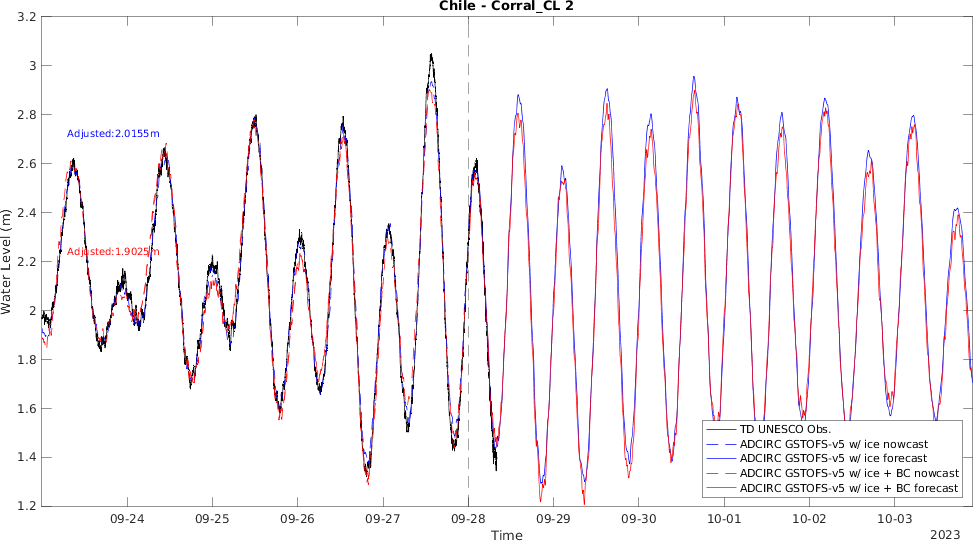 Chile - Corral_CL 2
3.2
3
2.8
2.6
2.4
2.2
2
1.8
1.6
1.4
1.2
Water Level (m)
Adjusted:2.0155m
Adjusted:1.9025m
TD UNESCO Obs.
ADCIRC GSTOFS-v5 w/ ice nowcast
ADCIRC GSTOFS-v5 w/ ice forecast
ADCIRC GSTOFS-v5 w/ ice + BC nowcast
ADCIRC GSTOFS-v5 w/ ice + BC forecast
09-24 09-25 09-26 09-27 09-28 09-29 09-30 10-01 10-02 10-03
Time
2023